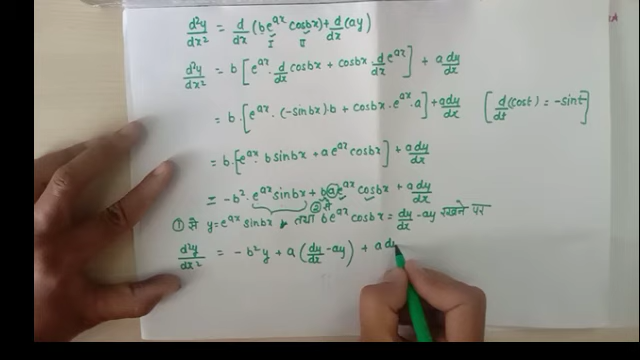 d²y/dx² = d/dx (be^ax cosbx) + d/dx (ay)
I II
d²y/dx² = b [e^ax · d/dx cosbx + cosbx · d/dx e^ax] + a dy/dx
= b · [e^ax · (-sinbx)·b + cosbx · e^ax · a] + a dy/dx [d/dt (cost) = -sint]
= b · [-e^ax · b sinbx + a e^ax cosbx] + a dy/dx
= -b² · e^ax sinbx + b a e^ax cosbx + a dy/dx
① से y = e^ax sinbx, तथा ② से be^ax cosbx = dy/dx - ay रखने पर
d²y/dx² = -b²y + a (dy/dx - ay) + a d